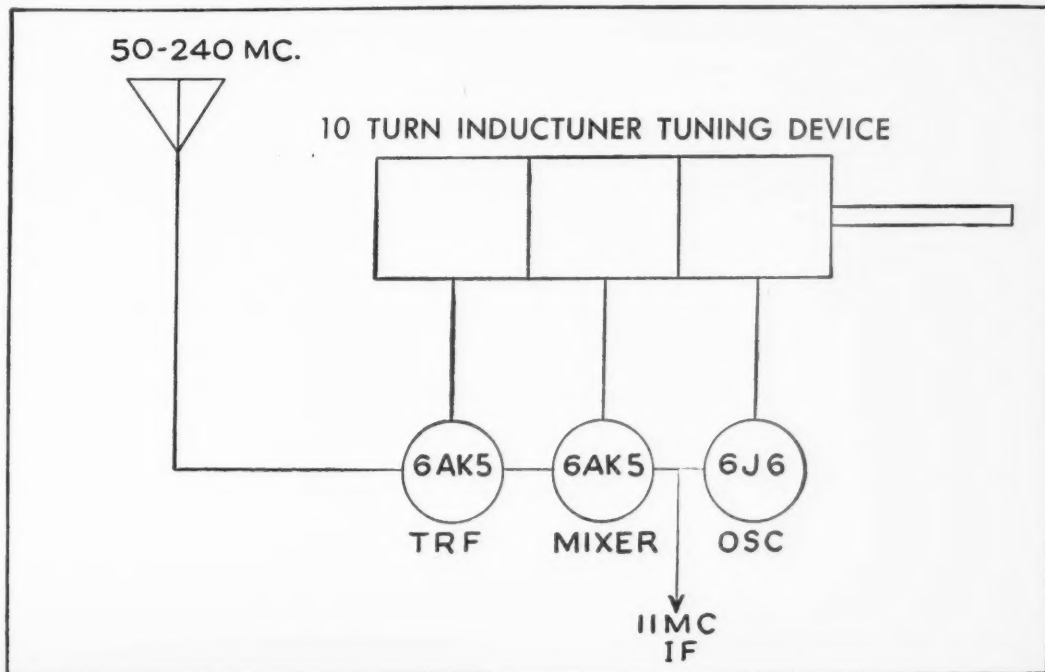 50-240 MC.
10 TURN INDUCTUNER TUNING DEVICE
6AK5
6AK5
6J6
TRF
MIXER
OSC
11MC
IF